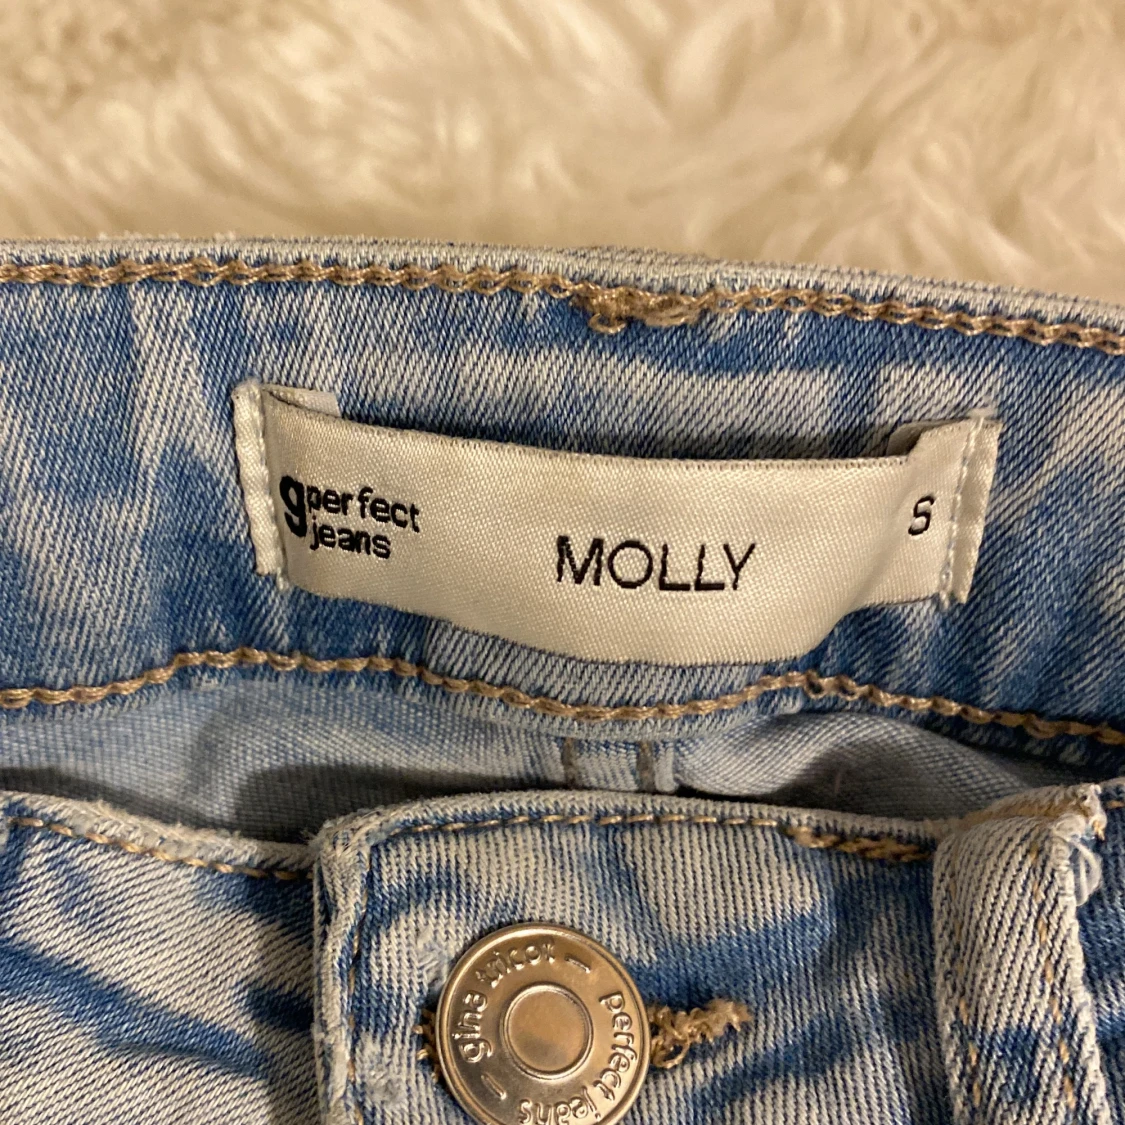 g perfect
jeans
MOLLY
S
gina tricot –
perfect jeans –